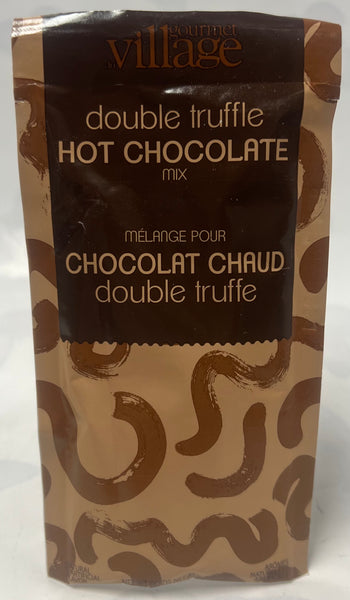 gourmet
village
double truffle
HOT CHOCOLATE
MIX
MÉLANGE POUR
CHOCOLAT CHAUD
double truffe